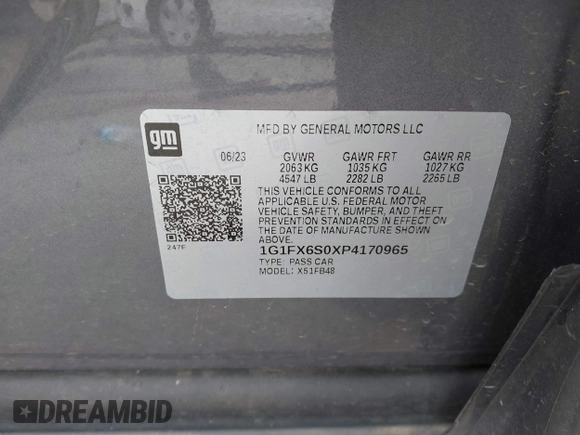 gm
MFD BY GENERAL MOTORS LLC
06/23 GVWR GAWR FRT GAWR RR
2063 KG 1035 KG 1027 KG
4547 LB 2282 LB 2265 LB
THIS VEHICLE CONFORMS TO ALL
APPLICABLE U.S. FEDERAL MOTOR
VEHICLE SAFETY, BUMPER, AND THEFT
PREVENTION STANDARDS IN EFFECT ON
THE DATE OF MANUFACTURE SHOWN
ABOVE.
247F
1G1FX6S0XP4170965
TYPE: PASS CAR
MODEL: X51FB48
DREAMBID